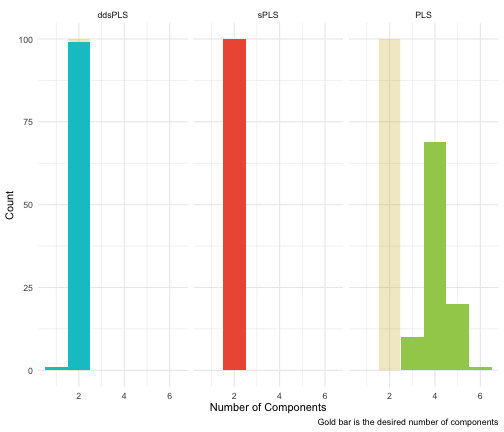 ddsPLS sPLS PLS
100
75
50
25
0
Count
2 4 6 2 4 6 2 4 6
Number of Components
Gold bar is the desired number of components